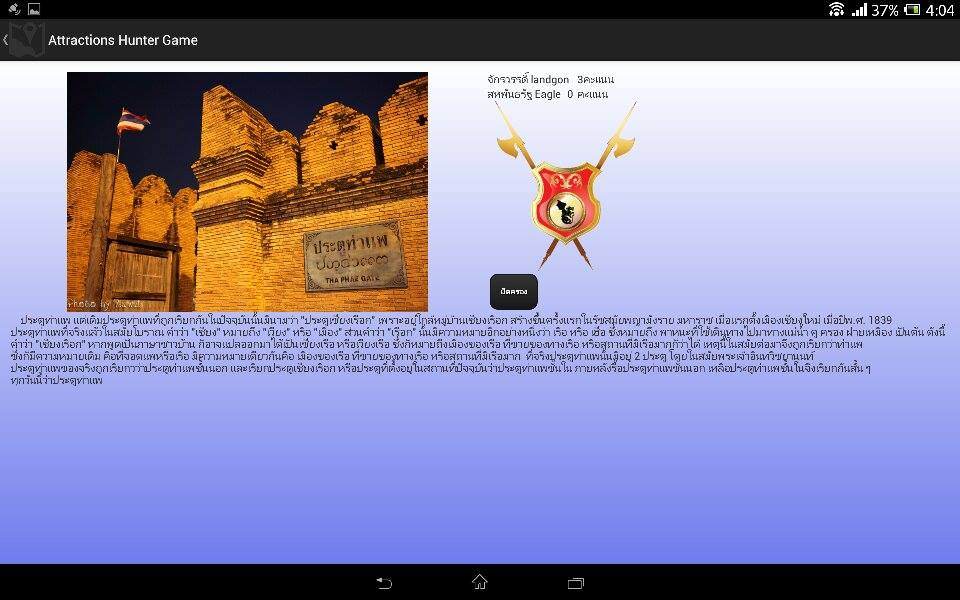 37% 4:04
Attractions Hunter Game
จักรวรรดิ์ landgon 3คะแนน
สหพันธรัฐ Eagle 0 คะแนน
ประตูท่าแพ
THA PHAE GATE
Photo by
ยึดครอง
ประตูท่าแพ แต่เดิมประตูท่าแพที่ถูกเรียกกันในปัจจุบันนั้นมีนามว่า "ประตูเชียงเรือก" เพราะอยู่ใกล้หมู่บ้านเชียงเรือก สร้างขึ้นครั้งแรกในรัชสมัยพญามังราย มหาราช เมื่อแรกตั้งเมืองเชียงใหม่ เมื่อปีพ.ศ. 1839
ประตูท่าแพที่จริงแล้วในสมัยโบราณ คำว่า "เชียง" หมายถึง "เวียง" หรือ "เมือง" ส่วนคำว่า "เรือก" นั้นมีความหมายอีกอย่างหนึ่งว่า เรือ หรือ เฮือ ซึ่งหมายถึง พาหนะที่ใช้เดินทางไปมาทางแม่น้ำ คู คลอง ฝายเหมือง เป็นต้น ดังนี้
คำว่า "เชียงเรือก" หากพูดเป็นภาษาชาวบ้าน ก็อาจแปลออกมาได้เป็นเชียงเรือ หรือเวียงเรือ ซึ่งก็หมายถึงเมืองของเรือ ที่ขายของทางเรือ หรือสถานที่มีเรือมากก็ว่าได้ เหตุนี้ในสมัยต่อมาจึงถูกเรียกว่าท่าแพ
ซึ่งก็มีความหมายเดิม คือที่จอดแพหรือเรือ มีความหมายเดียวกันคือ เมืองของเรือ ที่ขายของทางเรือ หรือสถานที่มีเรือมาก ที่จริงประตูท่าแพนั้นมีอยู่ 2 ประตู โดยในสมัยพระเจ้าอินทวิชยานนท์
ประตูท่าแพของจริงถูกเรียกว่าประตูท่าแพชั้นนอก และเรียกประตูเชียงเรือก หรือประตูที่ตั้งอยู่ในสถานที่ปัจจุบันว่าประตูท่าแพชั้นใน ภายหลังรื้อประตูท่าแพชั้นนอก เหลือประตูท่าแพชั้นในจึงเรียกกันสั้น ๆ
ทุกวันนี้ว่าประตูท่าแพ